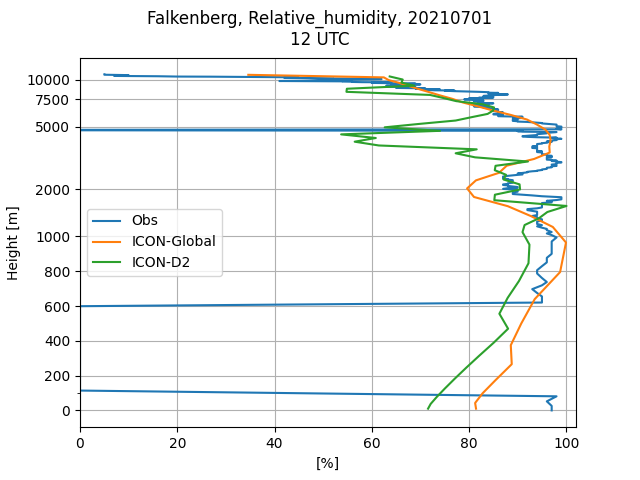 Falkenberg, Relative_humidity, 20210701
12 UTC
Height [m]
10000
7500
5000
2000
1000
800
600
400
200
0
Obs
ICON-Global
ICON-D2
0 20 40 60 80 100
[%]